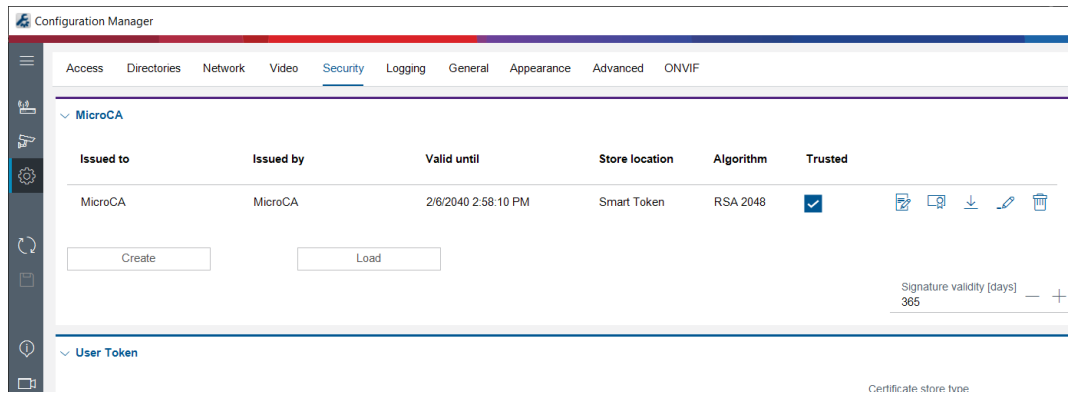 Configuration Manager
Access Directories Network Video Security Logging General Appearance Advanced ONVIF
MicroCA
Issued to Issued by Valid until Store location Algorithm Trusted
MicroCA MicroCA 2/6/2040 2:58:10 PM Smart Token RSA 2048
Create Load
Signature validity [days]
365
User Token
Certificate store type